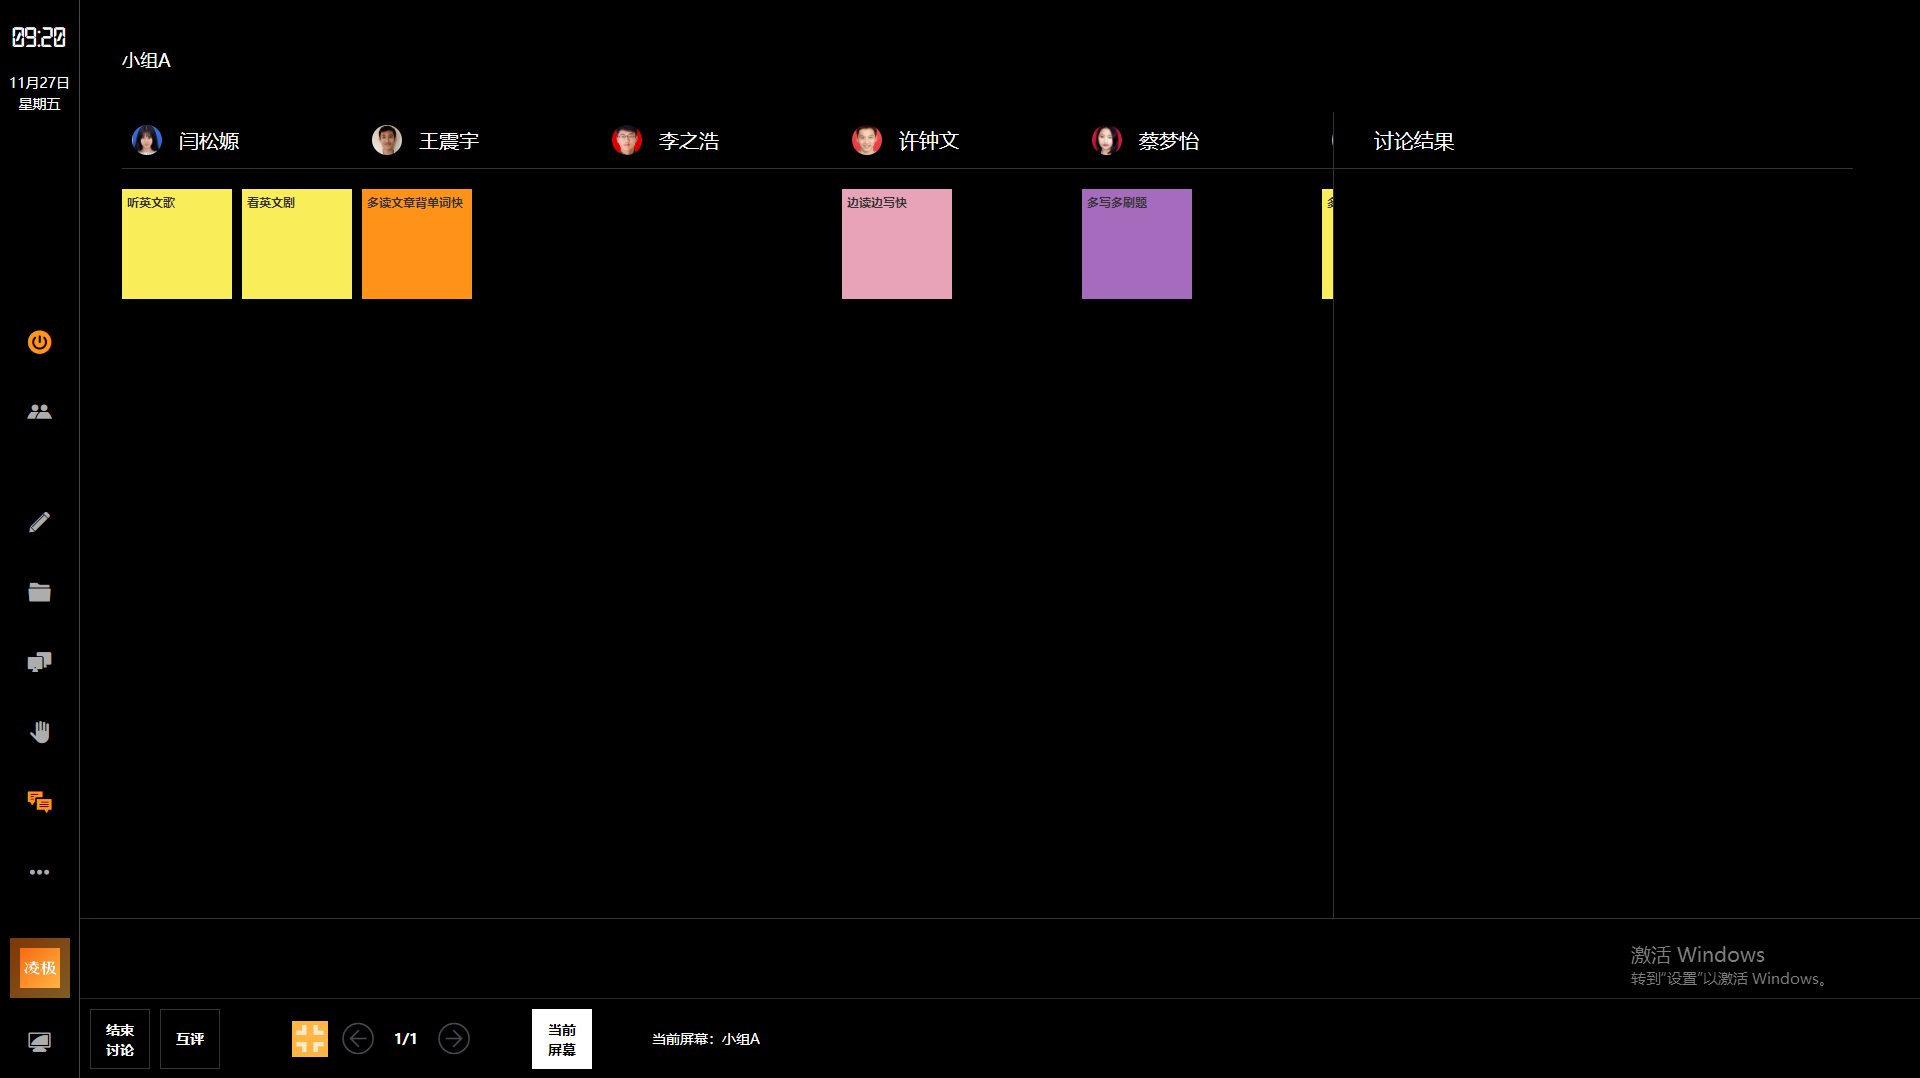 09:20
11月27日
星期五
小组A
闫松嫄
王震宇
李之浩
许钟文
蔡梦怡
讨论结果
听英文歌
看英文剧
多读文章背单词快
边读边写快
多写多刷题
凌极
激活 Windows
转到“设置”以激活 Windows。
结束
讨论
互评
1/1
当前
屏幕
当前屏幕：小组A